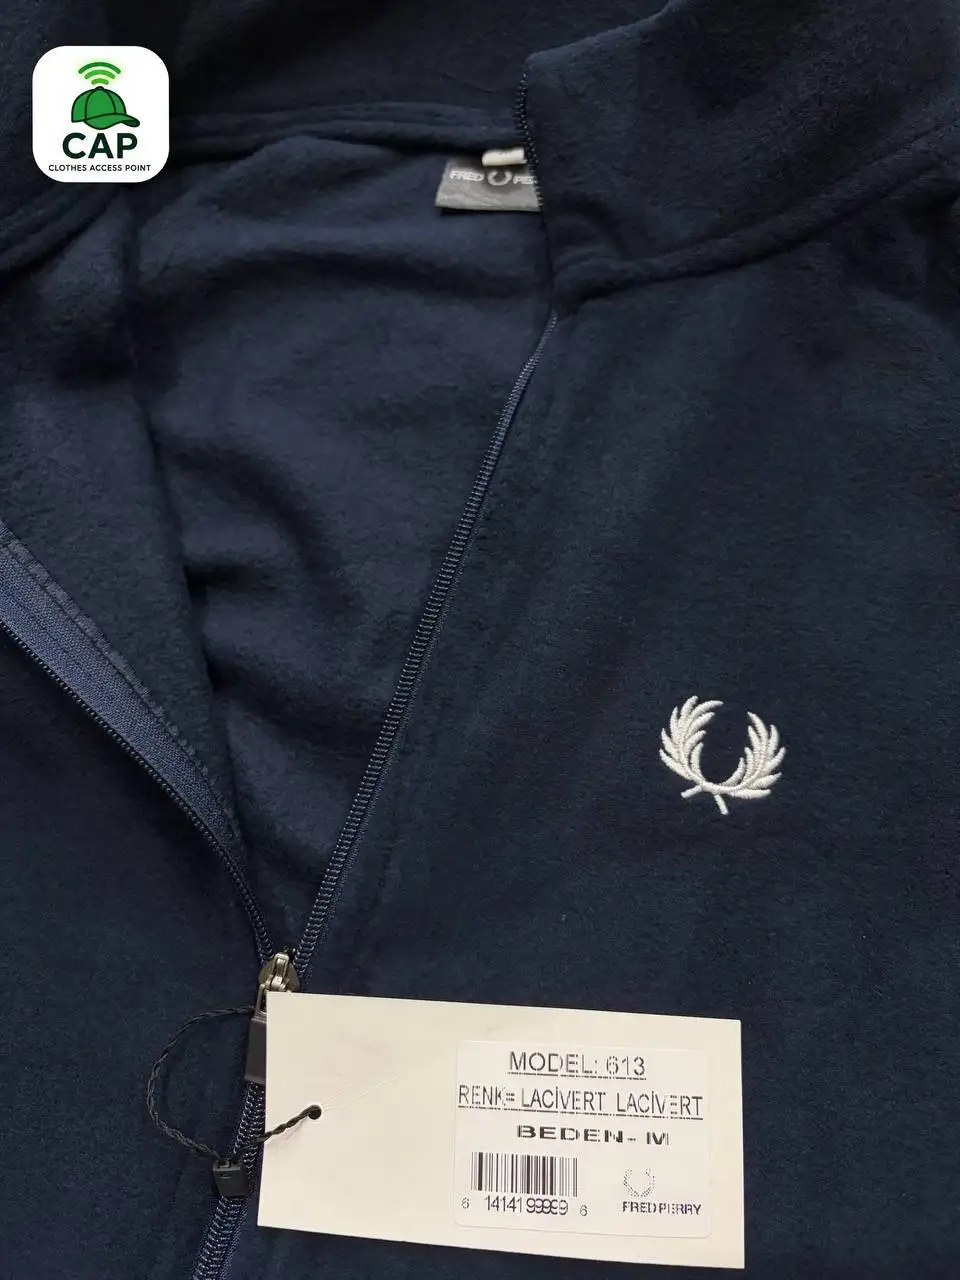 CAP
CLOTHES ACCESS POINT
FRED PE
MODEL: 613
RENK= LACİVERT LACİVERT
BEDEN- M
6 14141 99999 6
FRED PERRY